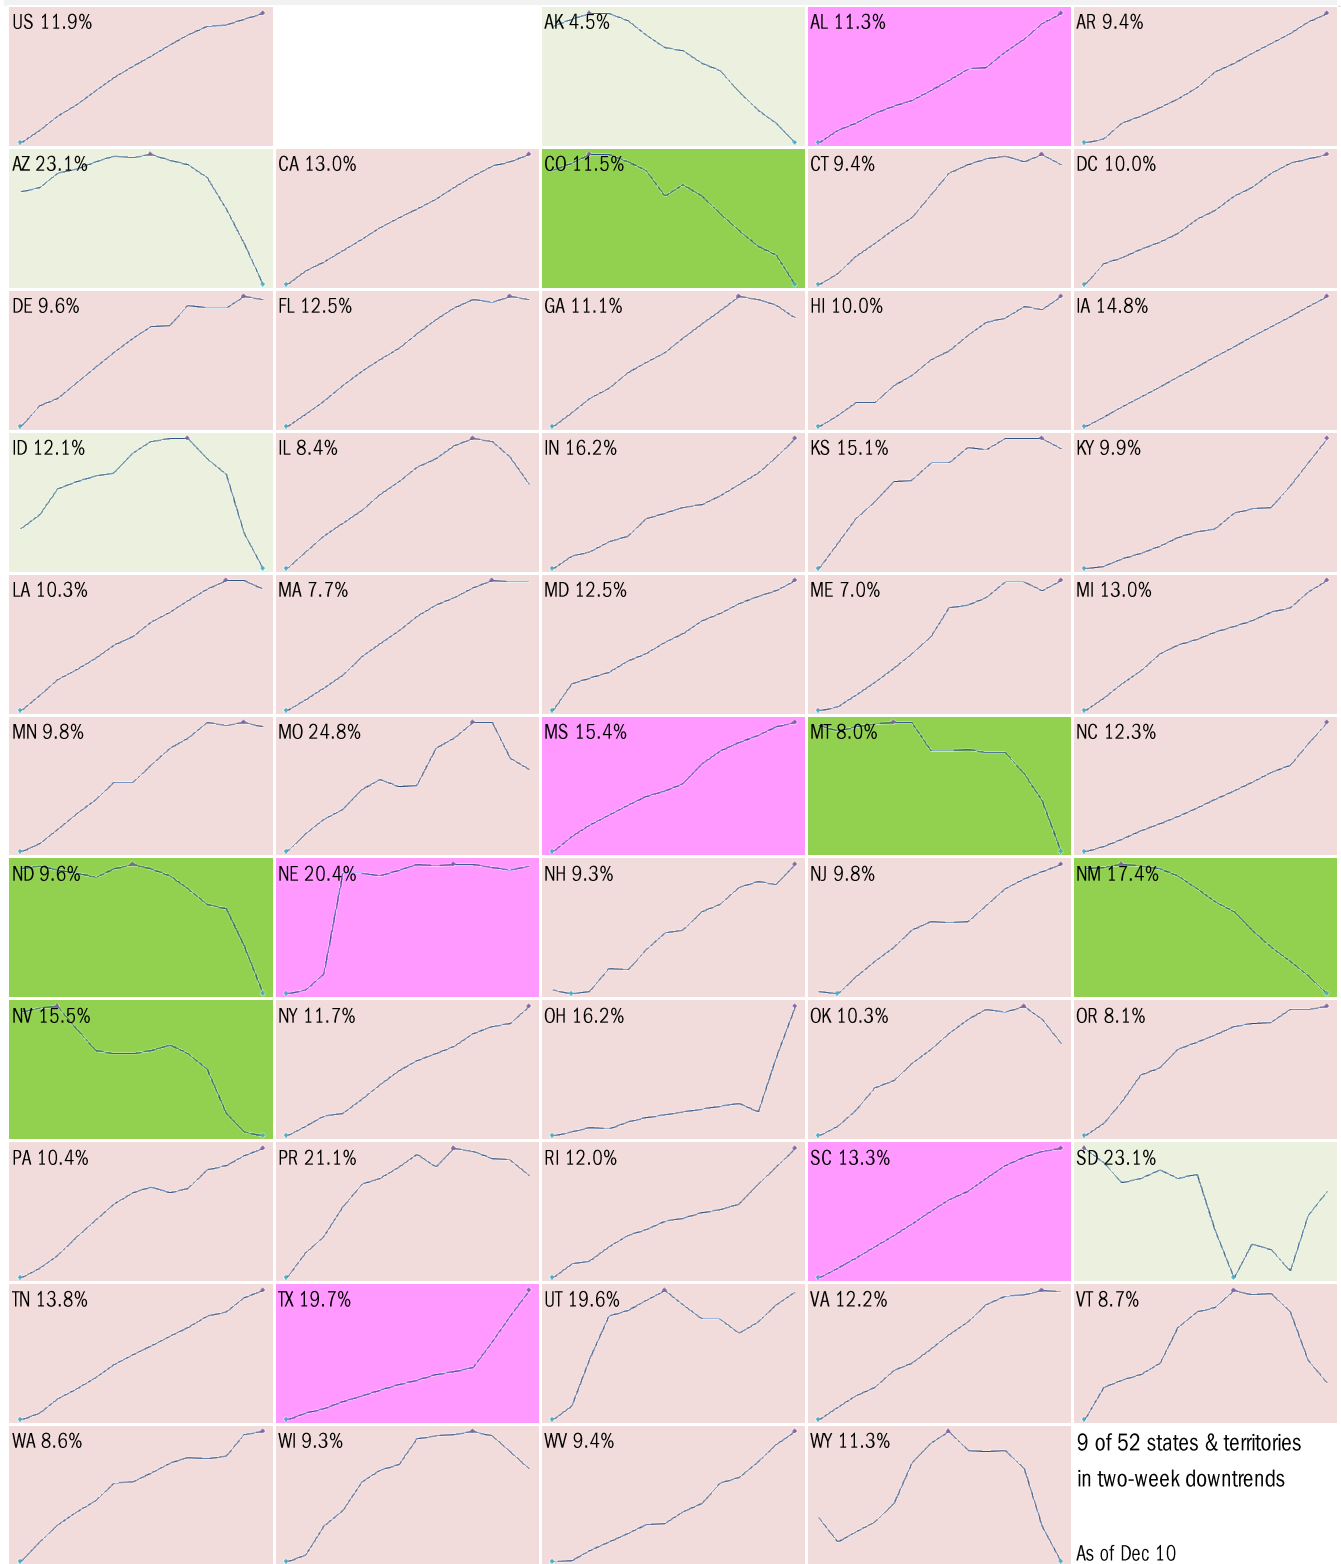 US 11.9%
AK 4.5%
AL 11.3%
AR 9.4%
AZ 23.1%
CA 13.0%
CO 11.5%
CT 9.4%
DC 10.0%
DE 9.6%
FL 12.5%
GA 11.1%
HI 10.0%
IA 14.8%
ID 12.1%
IL 8.4%
IN 16.2%
KS 15.1%
KY 9.9%
LA 10.3%
MA 7.7%
MD 12.5%
ME 7.0%
MI 13.0%
MN 9.8%
MO 24.8%
MS 15.4%
MT 8.0%
NC 12.3%
ND 9.6%
NE 20.4%
NH 9.3%
NJ 9.8%
NM 17.4%
NV 15.5%
NY 11.7%
OH 16.2%
OK 10.3%
OR 8.1%
PA 10.4%
PR 21.1%
RI 12.0%
SC 13.3%
SD 23.1%
TN 13.8%
TX 19.7%
UT 19.6%
VA 12.2%
VT 8.7%
WA 8.6%
WI 9.3%
WV 9.4%
WY 11.3%
9 of 52 states & territories
in two-week downtrends
As of Dec 10